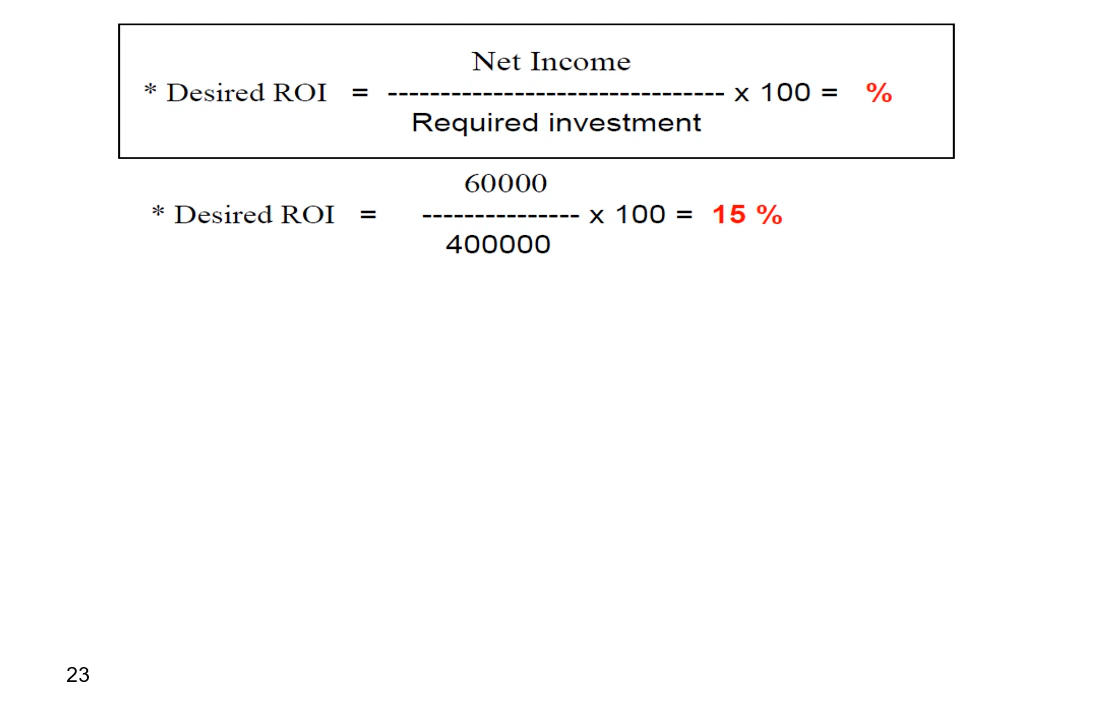 Net Income
* Desired ROI = -------------------------------- x 100 = %
Required investment
60000
* Desired ROI = --------------- x 100 = 15 %
400000
23